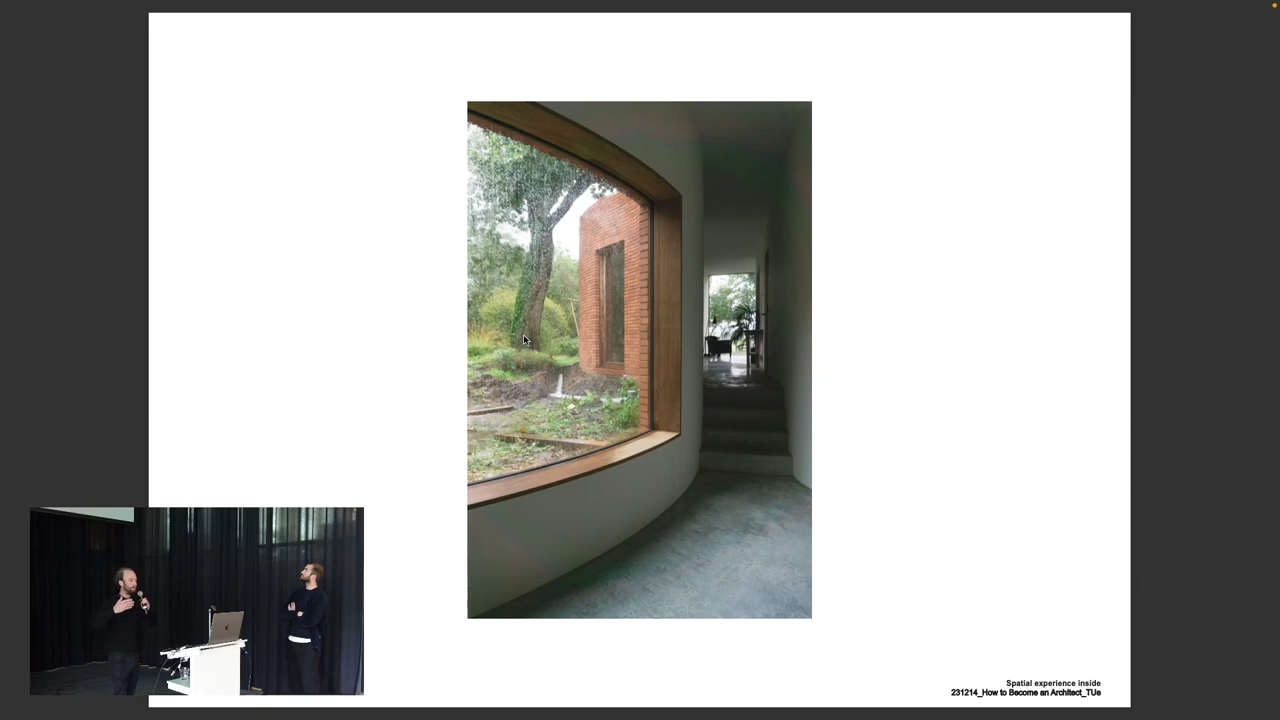 Spatial experience inside
231214_How to Become an Architect_TUe